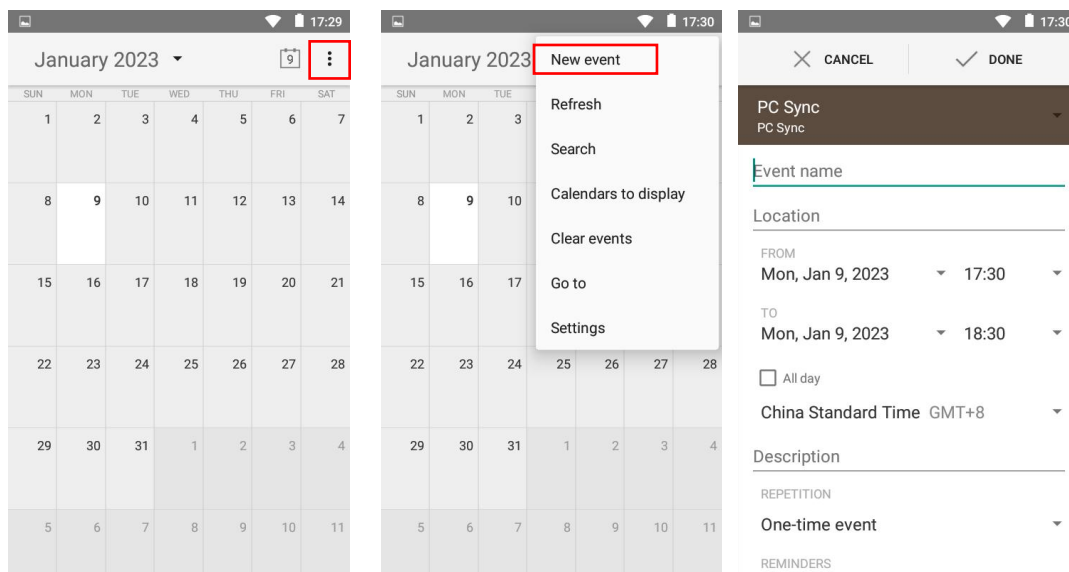 17:29
January 2023
9
SUN MON TUE WED THU FRI SAT
1 2 3 4 5 6 7
8 9 10 11 12 13 14
15 16 17 18 19 20 21
22 23 24 25 26 27 28
29 30 31 1 2 3 4
5 6 7 8 9 10 11
17:30
January 2023
New event
Refresh
Search
Calendars to display
Clear events
Go to
Settings
SUN MON TUE
1 2 3
8 9 10
15 16 17
22 23 24 25 26 27 28
29 30 31 1 2 3 4
5 6 7 8 9 10 11
17:30
CANCEL DONE
PC Sync
PC Sync
Event name
Location
FROM
Mon, Jan 9, 2023 17:30
TO
Mon, Jan 9, 2023 18:30
All day
China Standard Time GMT+8
Description
REPETITION
One-time event
REMINDERS